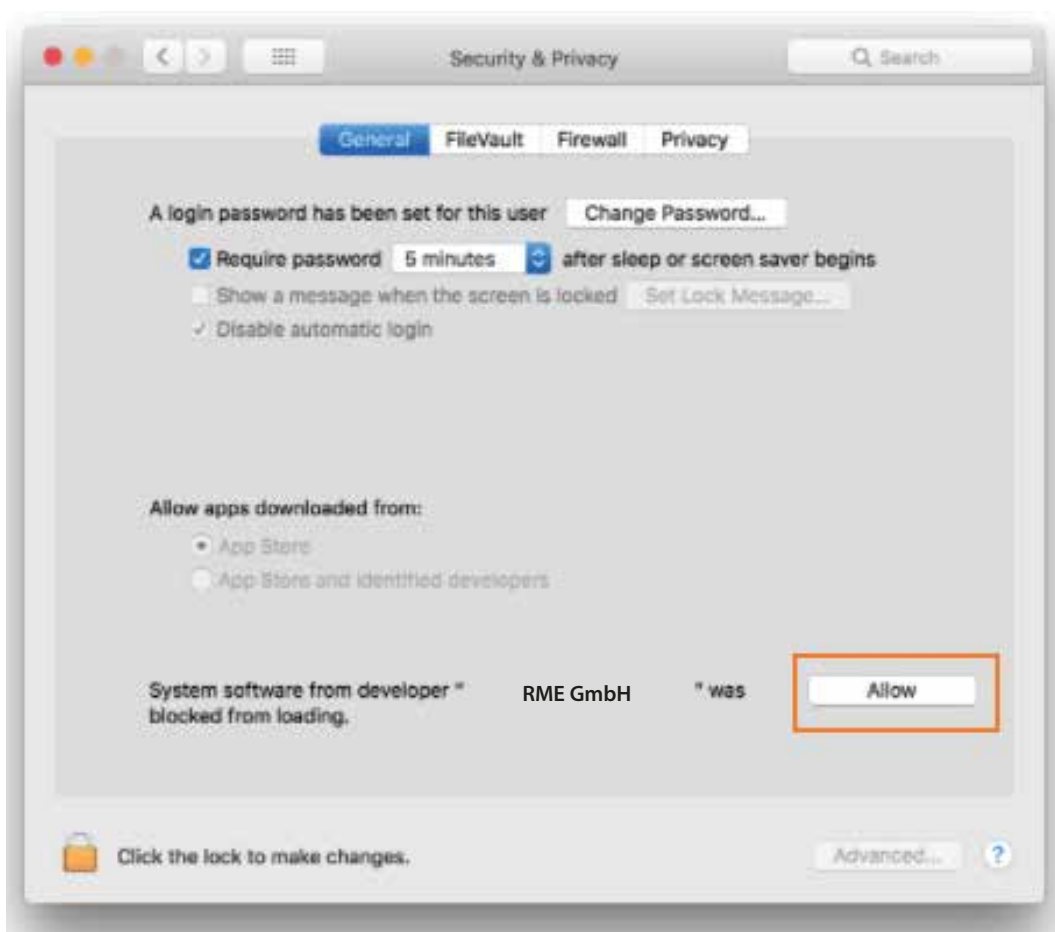 Security & Privacy
Search
General FileVault Firewall Privacy
A login password has been set for this user Change Password...
Require password 5 minutes after sleep or screen saver begins
Show a message when the screen is locked Set Lock Message...
Disable automatic login
Allow apps downloaded from:
App Store
App Store and identified developers
System software from developer " RME GmbH " was Allow
blocked from loading.
Click the lock to make changes. Advanced... ?